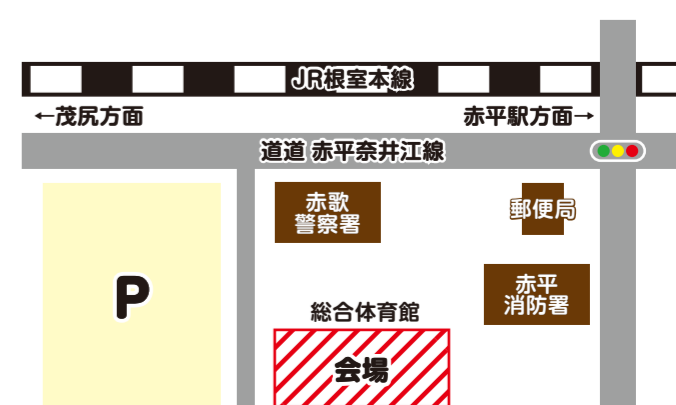 JR根室本線
←茂尻方面
赤平駅方面→
道道 赤平奈井江線
赤歌
警察署
郵便局
P
赤平
消防署
総合体育館
会場